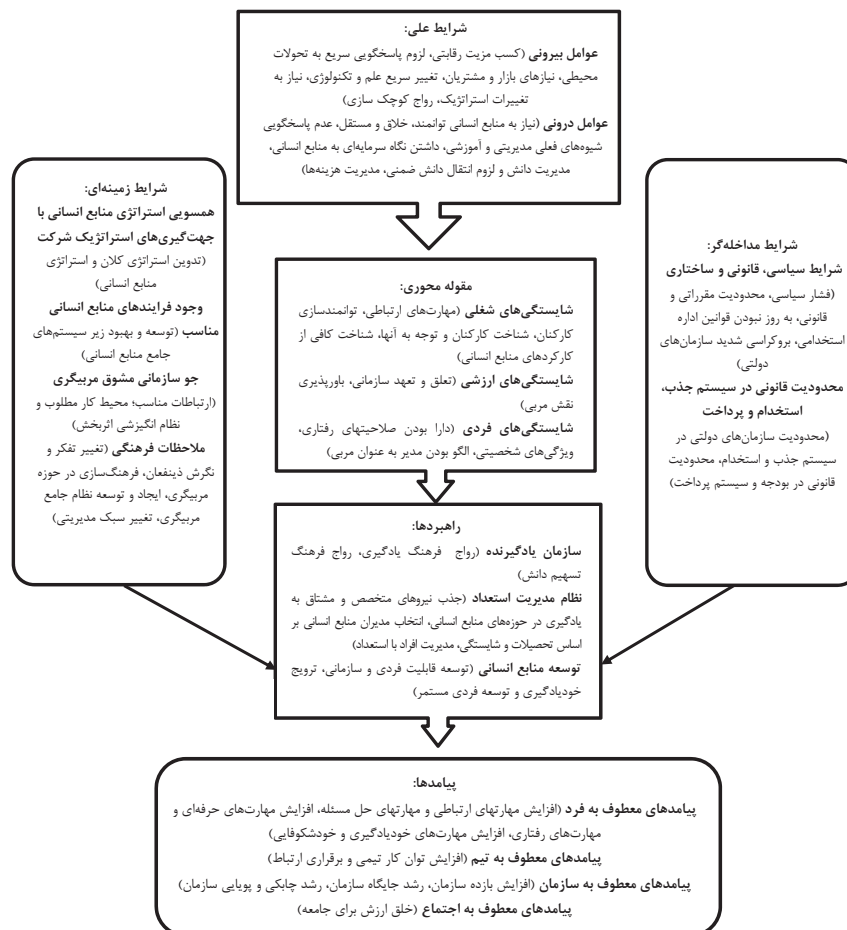 شرایط علی:
عوامل بیرونی (کسب مزیت رقابتی، لزوم پاسخگویی سریع به تحولات
محیطی، نیازهای بازار و مشتریان، تغییر سریع علم و تکنولوژی، نیاز به
تغییرات استراتژیک، رواج کوچک سازی)
عوامل درونی (نیاز به منابع انسانی توانمند، خلاق و مستقل، عدم پاسخگویی
شیوه‌های فعلی مدیریتی و آموزشی، داشتن نگاه سرمایه‌ای به منابع انسانی،
مدیریت دانش و لزوم انتقال دانش ضمنی، مدیریت هزینه‌ها)
شرایط مداخله‌گر:
شرایط سیاسی، قانونی و ساختاری
(فشار سیاسی، محدودیت مقرراتی و
قانونی، به روز نبودن قوانین اداره
استخدامی، بروکراسی شدید سازمان‌های
دولتی)
محدودیت قانونی در سیستم جذب،
استخدام و پرداخت
(محدودیت سازمان‌های دولتی در
سیستم جذب و استخدام، محدودیت
قانونی در بودجه و سیستم پرداخت)
مقوله محوری:
شایستگی‌های شغلی (مهارت‌های ارتباطی، توانمندسازی
کارکنان، شناخت کارکنان و توجه به آنها، شناخت کافی از
کارکردهای منابع انسانی)
شایستگی‌های ارزشی (تعلق و تعهد سازمانی، باورپذیری
نقش مربی)
شایستگی‌های فردی (دارا بودن صلاحیتهای رفتاری،
ویژگی‌های شخصیتی، الگو بودن مدیر به عنوان مربی)
شرایط زمینه‌ای:
همسویی استراتژی منابع انسانی با
جهت‌گیری‌های استراتژیک شرکت
(تدوین استراتژی کلان و استراتژی
منابع انسانی)
وجود فرایندهای منابع انسانی
مناسب (توسعه و بهبود زیر سیستم‌های
جامع منابع انسانی)
جو سازمانی مشوق مربیگری
(ارتباطات مناسب؛ محیط کار مطلوب و
نظام انگیزشی اثربخش)
ملاحظات فرهنگی (تغییر تفکر و
نگرش ذینفعان، فرهنگ‌سازی در حوزه
مربیگری، ایجاد و توسعه نظام جامع
مربیگری، تغییر سبک مدیریتی)
راهبردها:
سازمان یادگیرنده (رواج فرهنگ یادگیری، رواج فرهنگ
تسهیم دانش)
نظام مدیریت استعداد (جذب نیروهای متخصص و مشتاق به
یادگیری در حوزه‌های منابع انسانی، انتخاب مدیران منابع انسانی بر
اساس تحصیلات و شایستگی، مدیریت افراد با استعداد)
توسعه منابع انسانی (توسعه قابلیت فردی و سازمانی، ترویج
خودیادگیری و توسعه فردی مستمر)
پیامدها:
پیامدهای معطوف به فرد (افزایش مهارتهای ارتباطی و مهارتهای حل مسئله، افزایش مهارت‌های حرفه‌ای و
مهارت‌های رفتاری، افزایش مهارت‌های خودیادگیری و خودشکوفایی)
پیامدهای معطوف به تیم (افزایش توان کار تیمی و برقراری ارتباط)
پیامدهای معطوف به سازمان (افزایش بازده سازمان، رشد جایگاه سازمان، رشد چابکی و پویایی سازمان)
پیامدهای معطوف به اجتماع (خلق ارزش برای جامعه)